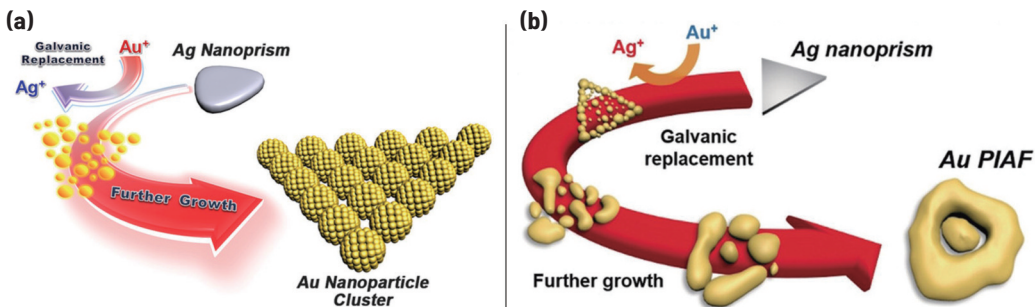 (a)
Galvanic
Replacement
Au⁺
Ag⁺
Ag Nanoprism
Further Growth
Au Nanoparticle
Cluster
(b)
Ag⁺
Au⁺
Ag nanoprism
Galvanic
replacement
Au PIAF
Further growth